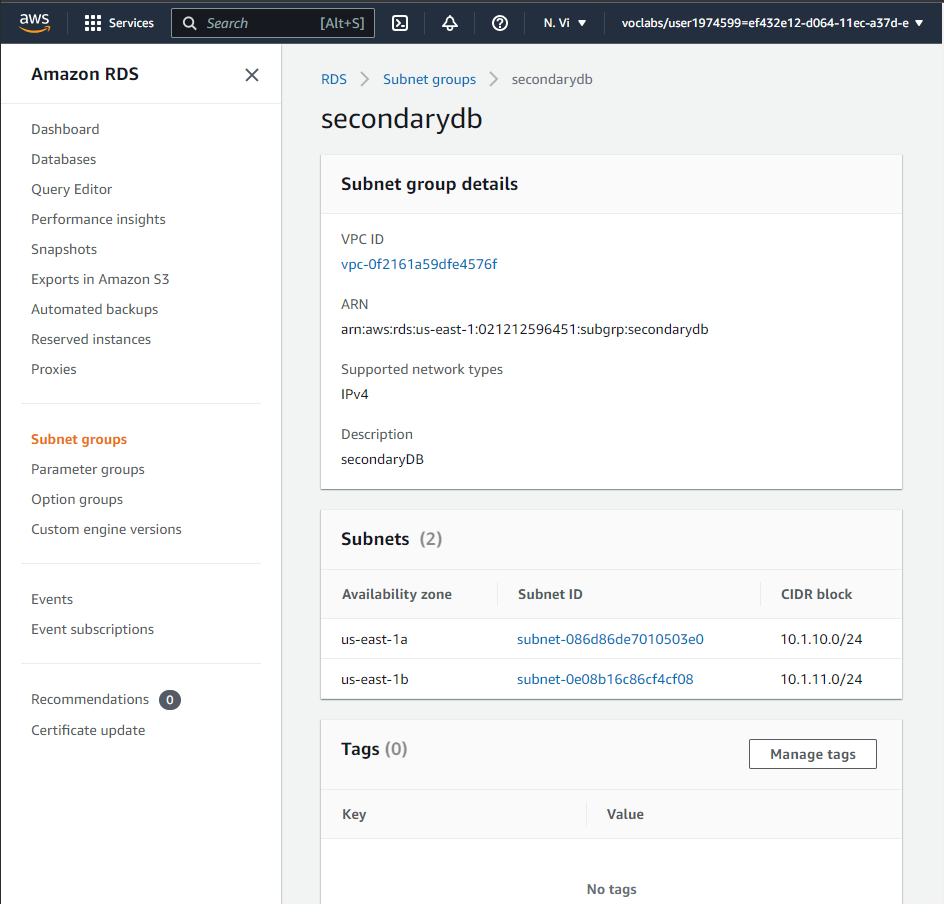 aws
Services
Search [Alt+S]
N. Vi
voclabs/user1974599=ef432e12-d064-11ec-a37d-e
Amazon RDS
Dashboard
Databases
Query Editor
Performance insights
Snapshots
Exports in Amazon S3
Automated backups
Reserved instances
Proxies
Subnet groups
Parameter groups
Option groups
Custom engine versions
Events
Event subscriptions
Recommendations 0
Certificate update
RDS > Subnet groups > secondarydb
secondarydb
Subnet group details
VPC ID
vpc-0f2161a59dfe4576f
ARN
arn:aws:rds:us-east-1:021212596451:subgrp:secondarydb
Supported network types
IPv4
Description
secondaryDB
Subnets (2)
Availability zone Subnet ID CIDR block
us-east-1a subnet-086d86de7010503e0 10.1.10.0/24
us-east-1b subnet-0e08b16c86cf4cf08 10.1.11.0/24
Tags (0)
Manage tags
Key Value
No tags